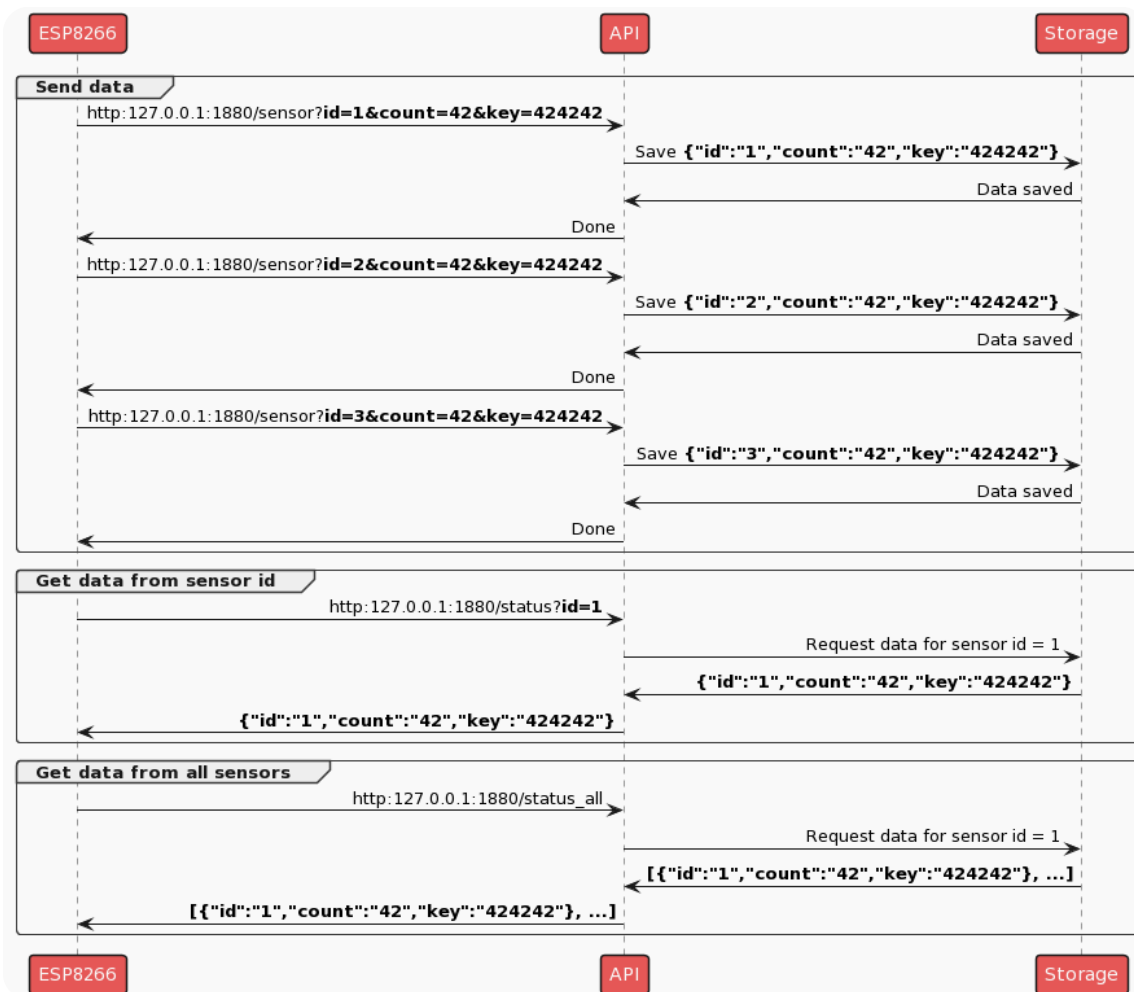 ESP8266 API Storage
Send data
http:127.0.0.1:1880/sensor?id=1&count=42&key=424242
Save {"id":"1","count":"42","key":"424242"}
Data saved
Done
http:127.0.0.1:1880/sensor?id=2&count=42&key=424242
Save {"id":"2","count":"42","key":"424242"}
Data saved
Done
http:127.0.0.1:1880/sensor?id=3&count=42&key=424242
Save {"id":"3","count":"42","key":"424242"}
Data saved
Done
Get data from sensor id
http:127.0.0.1:1880/status?id=1
Request data for sensor id = 1
{"id":"1","count":"42","key":"424242"}
{"id":"1","count":"42","key":"424242"}
Get data from all sensors
http:127.0.0.1:1880/status_all
Request data for sensor id = 1
[{"id":"1","count":"42","key":"424242"}, ...]
[{"id":"1","count":"42","key":"424242"}, ...]
ESP8266 API Storage